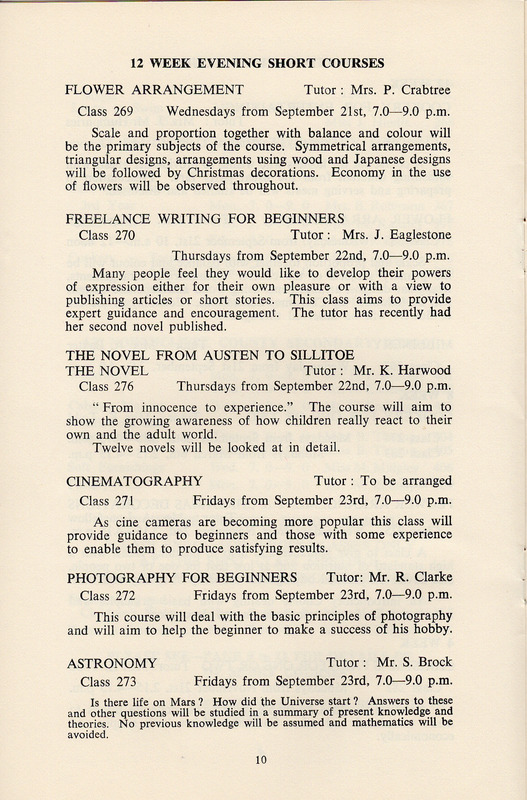 12 WEEK EVENING SHORT COURSES
FLOWER ARRANGEMENT Tutor : Mrs. P. Crabtree
Class 269 Wednesdays from September 21st, 7.0—9.0 p.m.
Scale and proportion together with balance and colour will
be the primary subjects of the course. Symmetrical arrangements,
triangular designs, arrangements using wood and Japanese designs
will be followed by Christmas decorations. Economy in the use
of flowers will be observed throughout.
FREELANCE WRITING FOR BEGINNERS
Class 270 Tutor : Mrs. J. Eaglestone
Thursdays from September 22nd, 7.0—9.0 p.m.
Many people feel they would like to develop their powers
of expression either for their own pleasure or with a view to
publishing articles or short stories. This class aims to provide
expert guidance and encouragement. The tutor has recently had
her second novel published.
THE NOVEL FROM AUSTEN TO SILLITOE
THE NOVEL Tutor : Mr. K. Harwood
Class 276 Thursdays from September 22nd, 7.0—9.0 p.m.
“ From innocence to experience.” The course will aim to
show the growing awareness of how children really react to their
own and the adult world.
Twelve novels will be looked at in detail.
CINEMATOGRAPHY Tutor : To be arranged
Class 271 Fridays from September 23rd, 7.0—9.0 p.m.
As cine cameras are becoming more popular this class will
provide guidance to beginners and those with some experience
to enable them to produce satisfying results.
PHOTOGRAPHY FOR BEGINNERS Tutor: Mr. R. Clarke
Class 272 Fridays from September 23rd, 7.0—9.0 p.m.
This course will deal with the basic principles of photography
and will aim to help the beginner to make a success of his hobby.
ASTRONOMY Tutor : Mr. S. Brock
Class 273 Fridays from September 23rd, 7.0—9.0 p.m.
Is there life on Mars ? How did the Universe start ? Answers to these
and other questions will be studied in a summary of present knowledge and
theories. No previous knowledge will be assumed and mathematics will be
avoided.
10